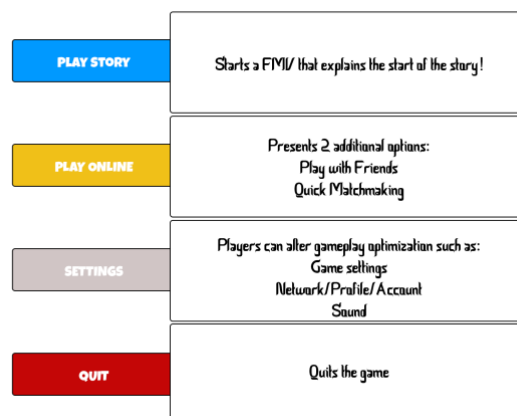 PLAY STORY
Starts a FMV that explains the start of the story!
PLAY ONLINE
Presents 2 additional options:
Play with Friends
Quick Matchmaking
SETTINGS
Players can alter gameplay optimization such as:
Game settings
Network/Profile/Account
Sound
QUIT
Quits the game